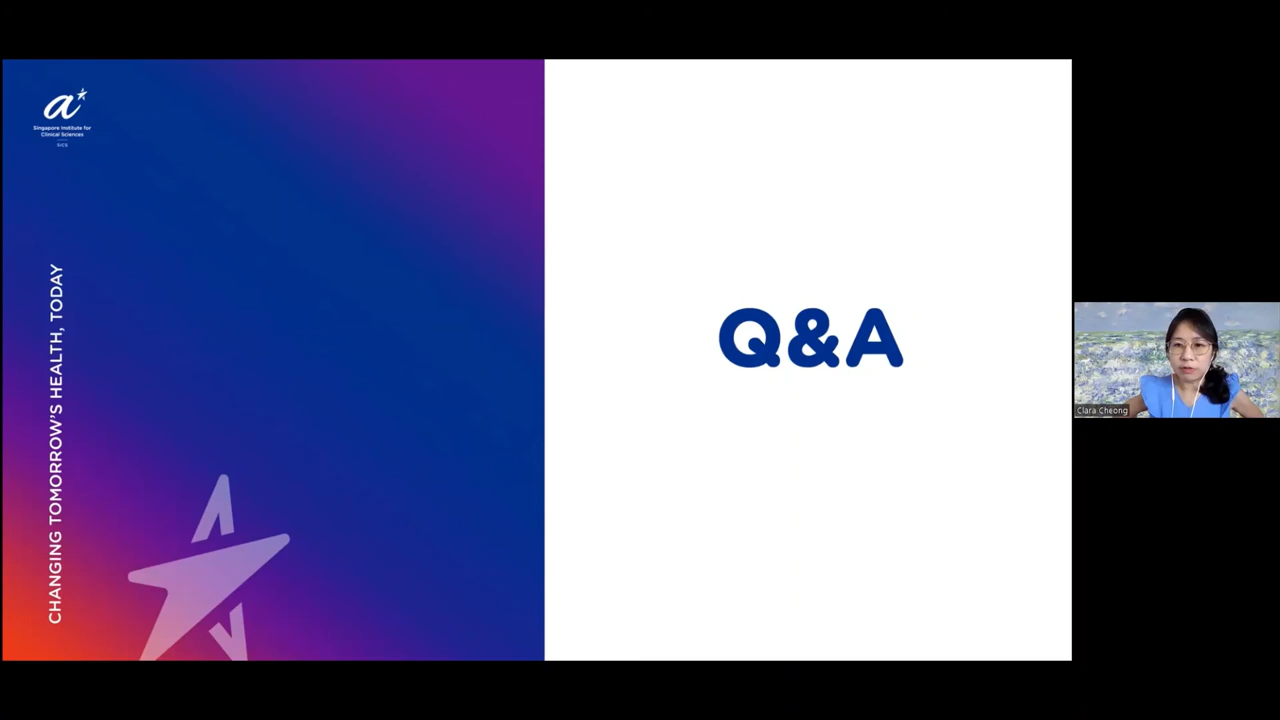 a
Singapore Institute for
Clinical Sciences
SICS
CHANGING TOMORROW'S HEALTH, TODAY
Q&A
Clara Cheong